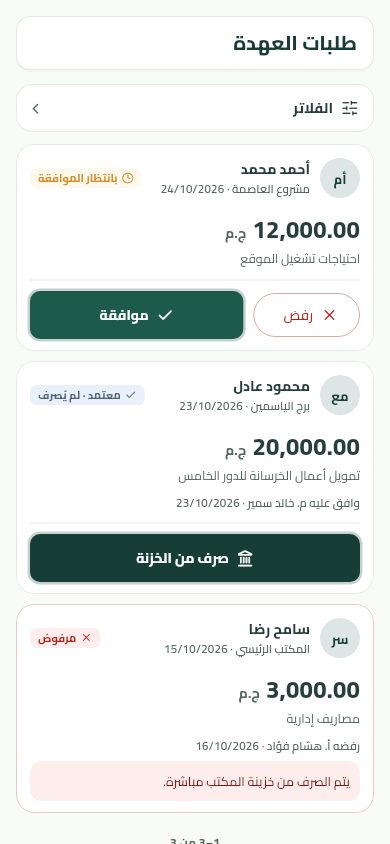 طلبات العهدة
الفلاتر
أم
أحمد محمد
بانتظار الموافقة
مشروع العاصمة · 24/10/2026
12,000.00 ج.م
احتياجات تشغيل الموقع
رفض
موافقة
مع
محمود عادل
معتمد · لم يُصرف
برج الياسمين · 23/10/2026
20,000.00 ج.م
تمويل أعمال الخرسانة للدور الخامس
وافق عليه م. خالد سمير · 23/10/2026
صرف من الخزنة
سر
سامح رضا
مرفوض
المكتب الرئيسي · 15/10/2026
3,000.00 ج.م
مصاريف إدارية
رفضه أ. هشام فؤاد · 16/10/2026
يتم الصرف من خزينة المكتب مباشرة.
1–3 من 3